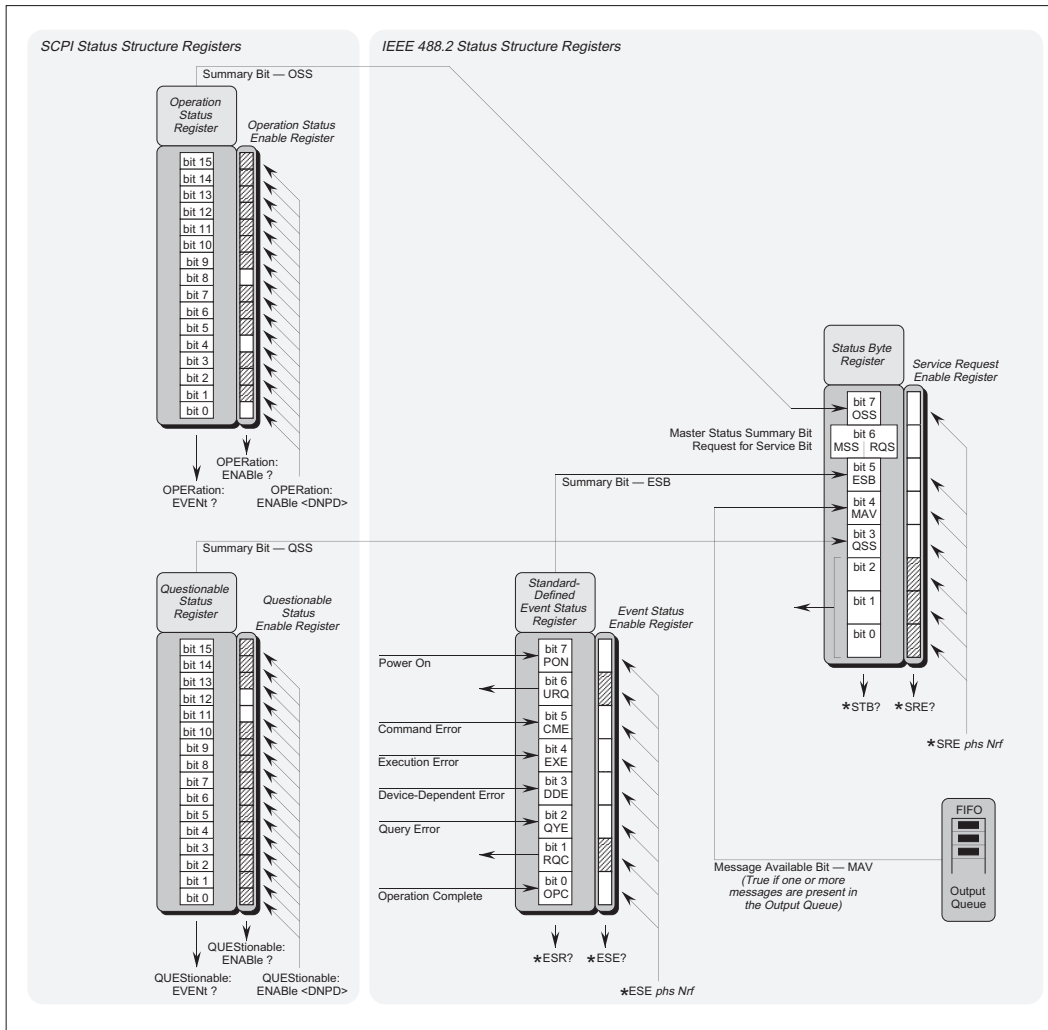 SCPI Status Structure Registers
IEEE 488.2 Status Structure Registers
Summary Bit — OSS
Operation
Status
Register
Operation Status
Enable Register
bit 15
bit 14
bit 13
bit 12
bit 11
bit 10
bit 9
bit 8
bit 7
bit 6
bit 5
bit 4
bit 3
bit 2
bit 1
bit 0
OPERation:
ENABle ?
OPERation:
EVENt ?
OPERation:
ENABle <DNPD>
Status Byte
Register
Service Request
Enable Register
bit 7
OSS
Master Status Summary Bit
Request for Service Bit
bit 6
MSS
RQS
Summary Bit — ESB
bit 5
ESB
bit 4
MAV
bit 3
QSS
bit 2
bit 1
bit 0
*STB?
*SRE?
*SRE phs Nrf
Summary Bit — QSS
Questionable
Status
Register
Questionable
Status
Enable Register
bit 15
bit 14
bit 13
bit 12
bit 11
bit 10
bit 9
bit 8
bit 7
bit 6
bit 5
bit 4
bit 3
bit 2
bit 1
bit 0
QUEStionable:
ENABle ?
QUEStionable:
EVENt ?
QUEStionable:
ENABle <DNPD>
Standard-
Defined
Event Status
Register
Event Status
Enable Register
Power On
bit 7
PON
bit 6
URQ
Command Error
bit 5
CME
Execution Error
bit 4
EXE
Device-Dependent Error
bit 3
DDE
Query Error
bit 2
QYE
bit 1
RQC
Operation Complete
bit 0
OPC
*ESR?
*ESE?
*ESE phs Nrf
Message Available Bit — MAV
(True if one or more
messages are present in
the Output Queue)
FIFO
Output
Queue